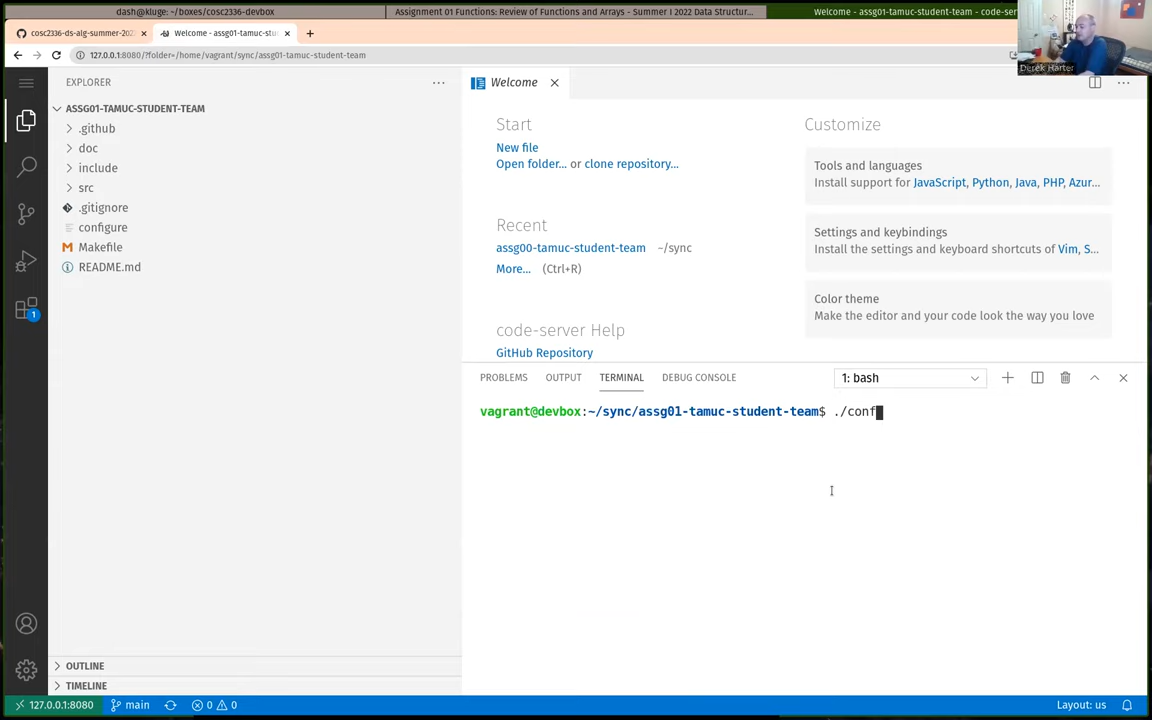 dash@kluge: ~/boxes/cosc2336-devbox
Assignment 01 Functions: Review of Functions and Arrays - Summer I 2022 Data Structur...
Welcome - assg01-tamuc-student-team - code-ser
cosc2336-ds-alg-summer-202
Welcome - assg01-tamuc-stu
127.0.0.1:8080/?folder=/home/vagrant/sync/assg01-tamuc-student-team
Derek Harter
EXPLORER
ASSG01-TAMUC-STUDENT-TEAM
.github
doc
include
src
.gitignore
configure
Makefile
README.md
OUTLINE
TIMELINE
Welcome
Start
New file
Open folder... or clone repository...
Recent
assg00-tamuc-student-team ~/sync
More... (Ctrl+R)
code-server Help
GitHub Repository
Customize
Tools and languages
Install support for JavaScript, Python, Java, PHP, Azur...
Settings and keybindings
Install the settings and keyboard shortcuts of Vim, S...
Color theme
Make the editor and your code look the way you love
PROBLEMS OUTPUT TERMINAL DEBUG CONSOLE
1: bash
vagrant@devbox:~/sync/assg01-tamuc-student-team$ ./conf
1
127.0.0.1:8080 main 0 0 Layout: us